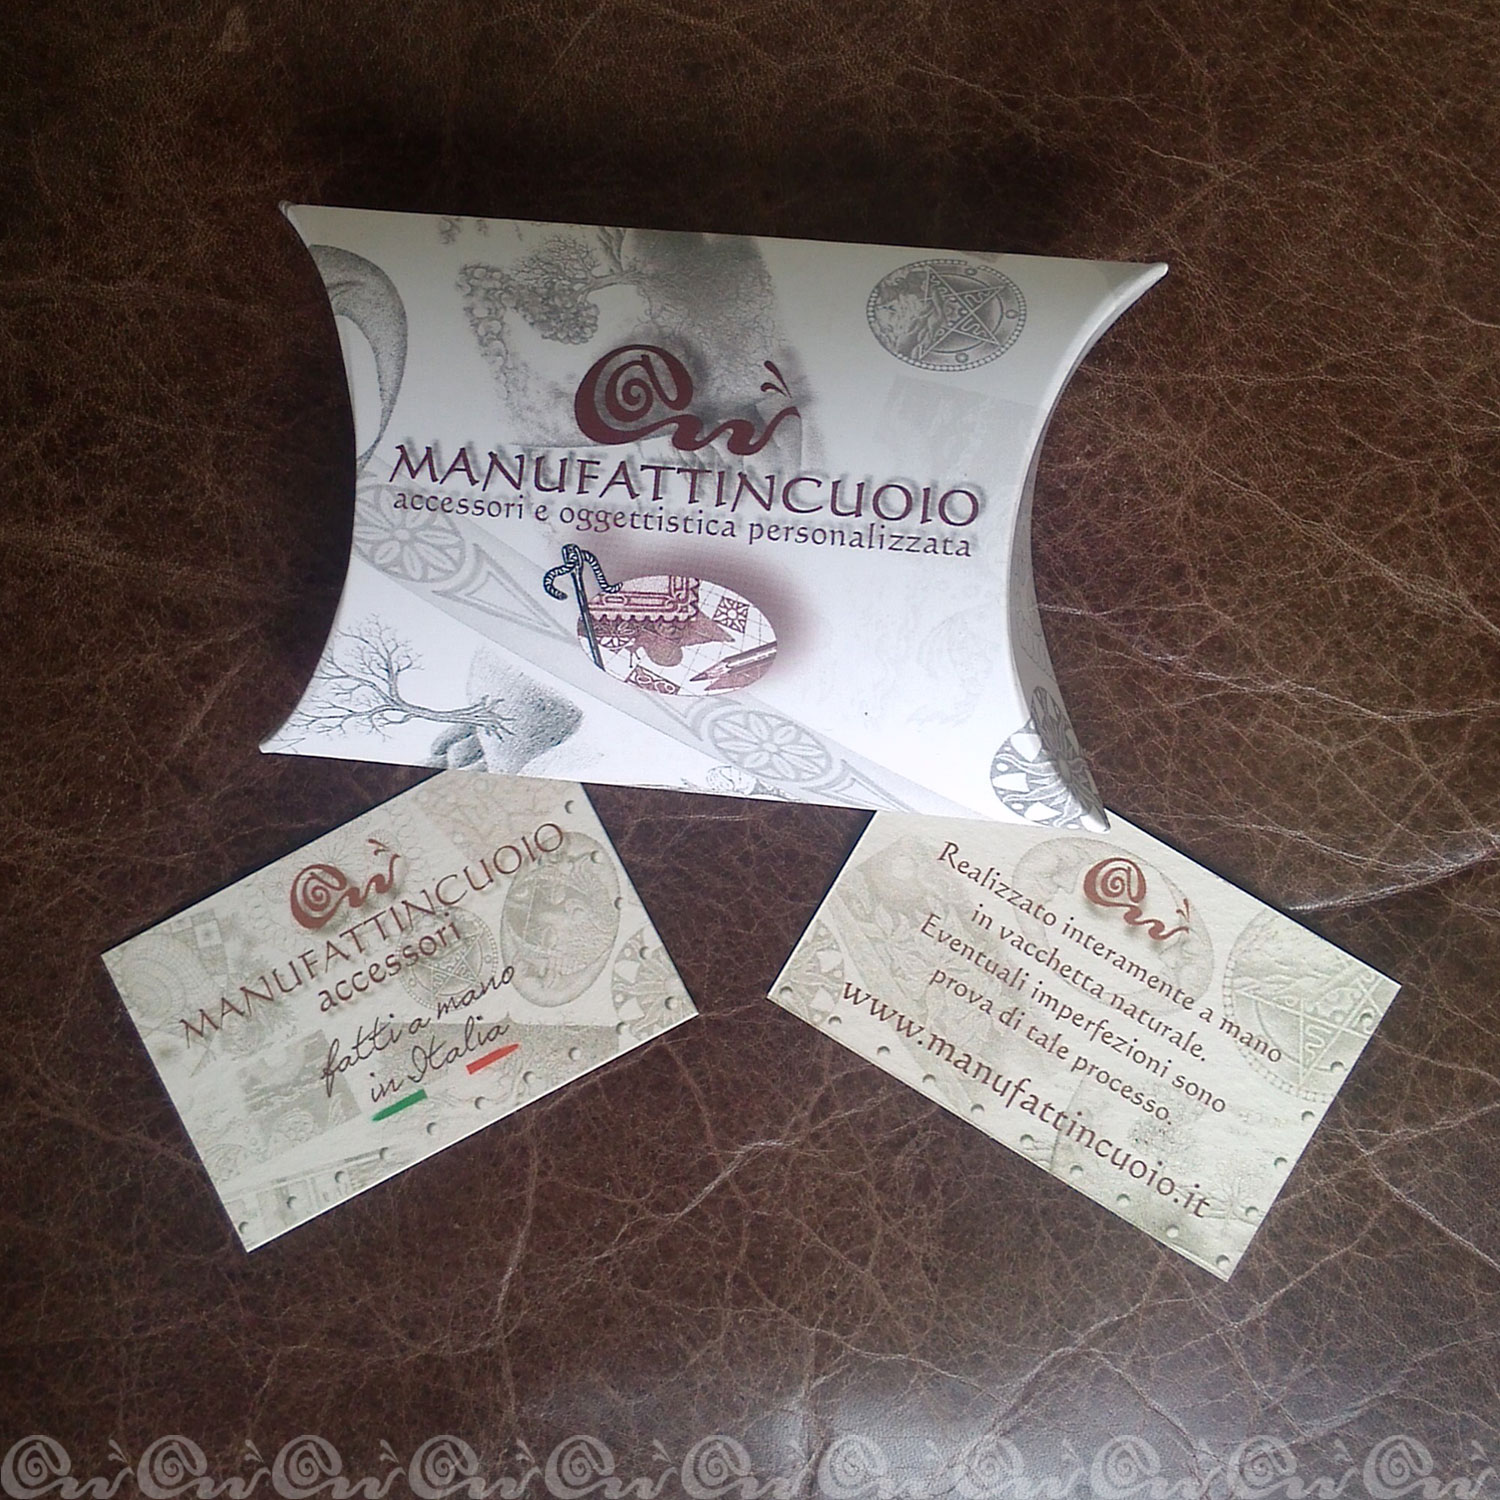 MANUFATTINCUOIO
accessori e oggettistica personalizzata
MANUFATTINCUOIO
accessori
fatti a mano
in Italia
Realizzato interamente a mano
in vacchetta naturale.
Eventuali imperfezioni sono
prova di tale processo.
www.manufattincuoio.it